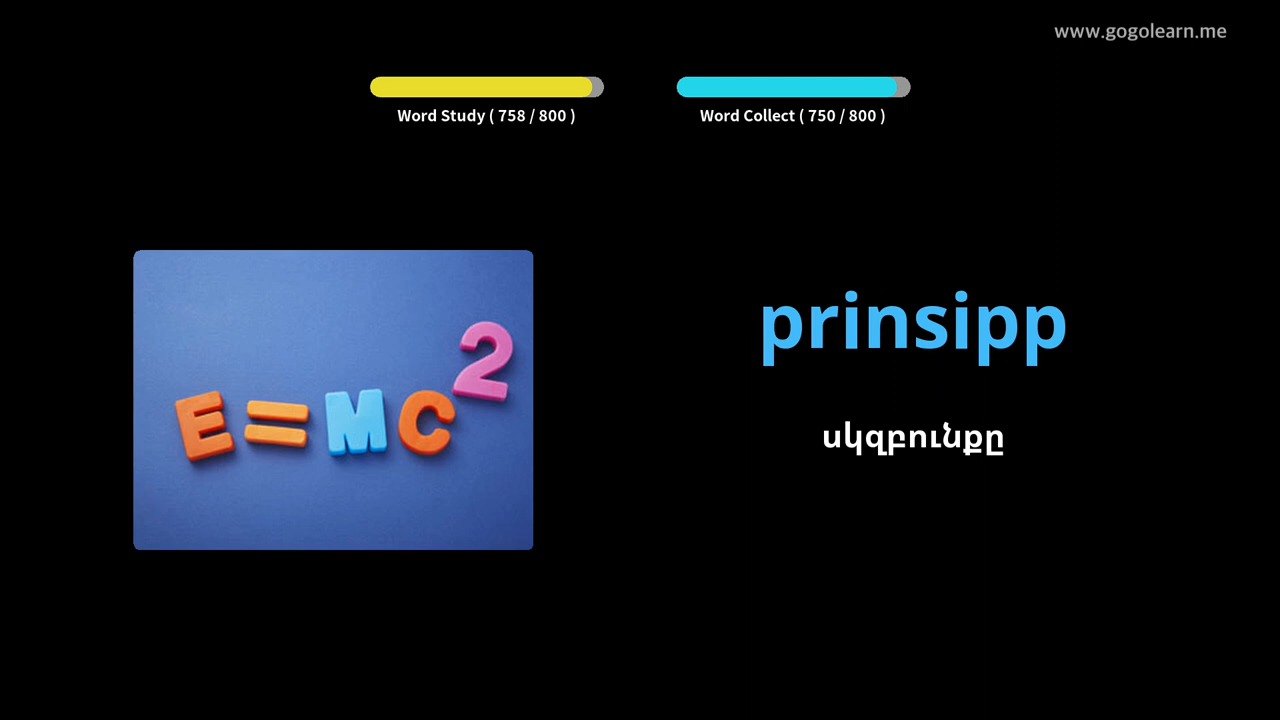 www.gogolearn.me
Word Study ( 758 / 800 )
Word Collect ( 750 / 800 )
E=MC²
prinsipp
սկզբունքը